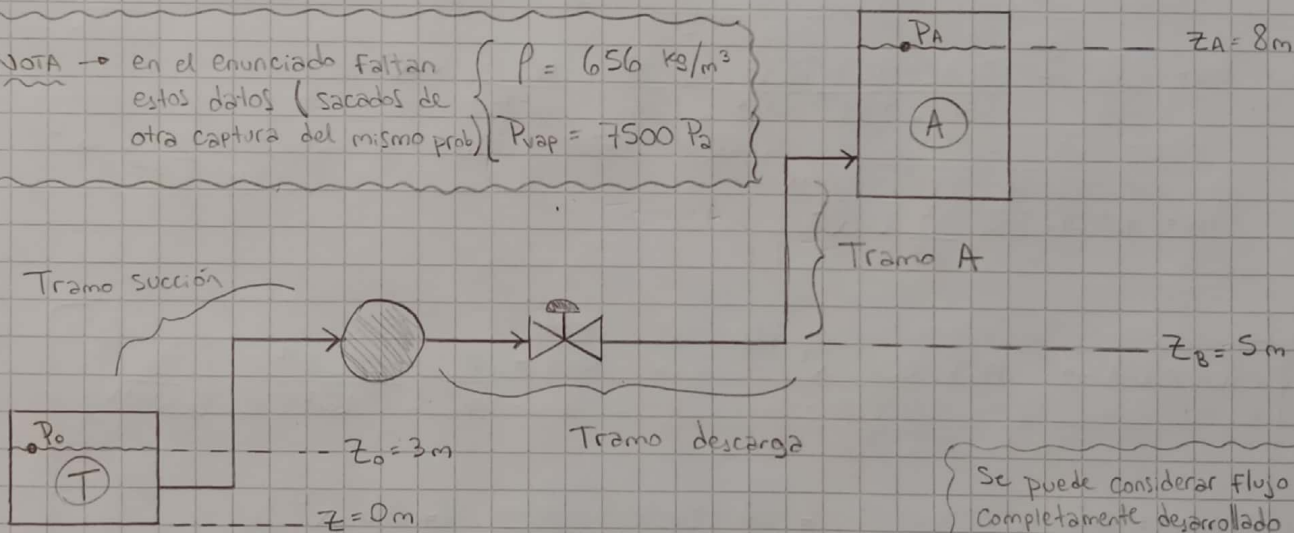 NOTA → en el enunciado faltan
estos datos (sacados de
otra captura del mismo prob)
ρ = 656 kg/m³
Pvap = 7500 Pa
PA
A
ZA = 8m
Tramo A
ZB = 5m
Tramo succión
Tramo descarga
P0
T
Z0 = 3m
Z = 0m
Se puede considerar flujo
completamente desarrollado